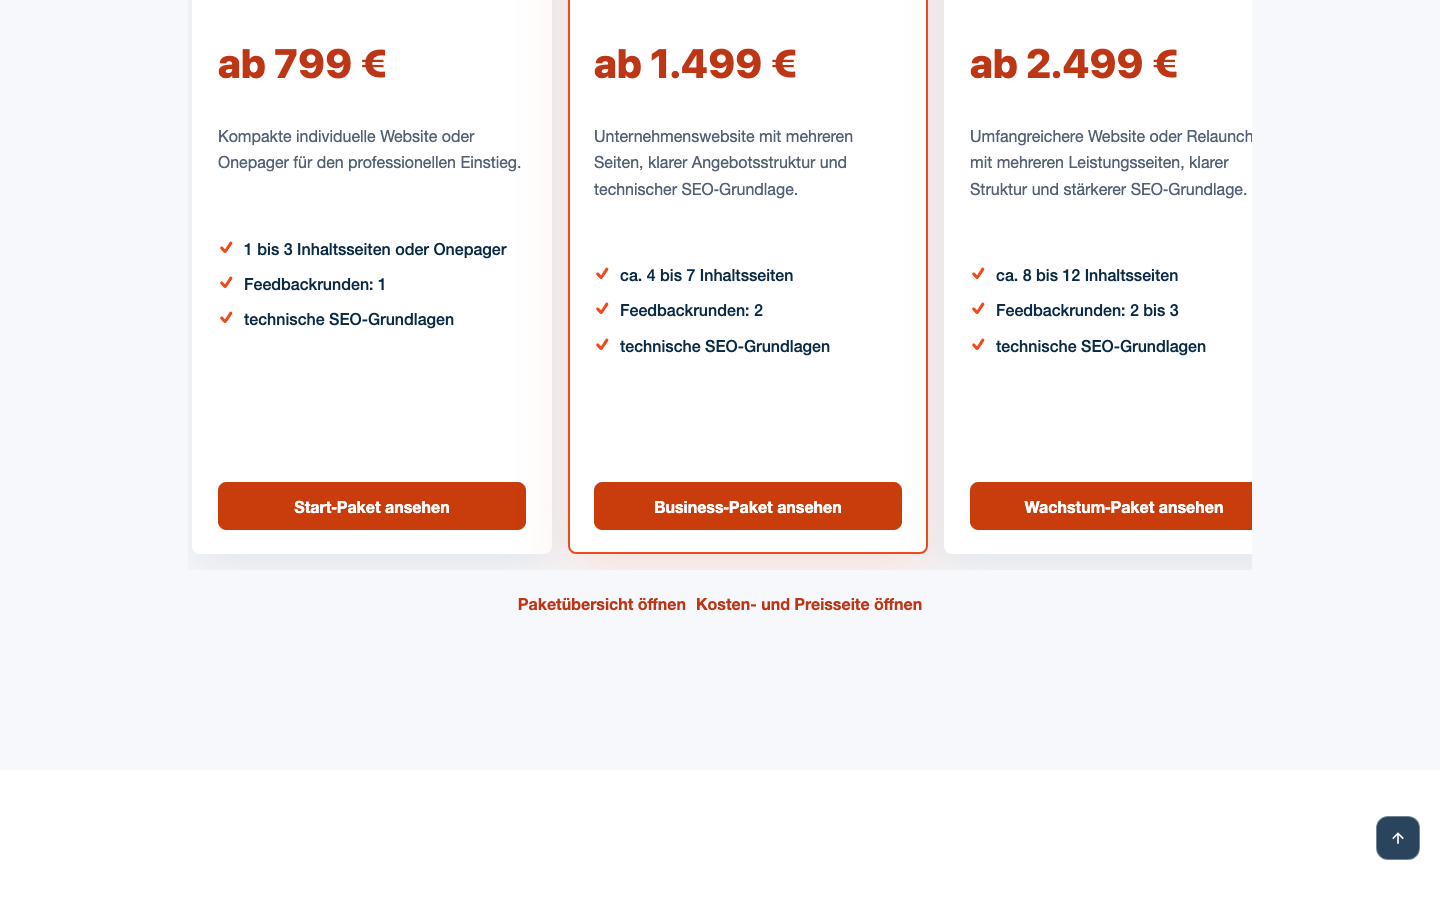 ab 799 €
Kompakte individuelle Website oder
Onepager für den professionellen Einstieg.
1 bis 3 Inhaltsseiten oder Onepager
Feedbackrunden: 1
technische SEO-Grundlagen
Start-Paket ansehen
ab 1.499 €
Unternehmenswebsite mit mehreren
Seiten, klarer Angebotsstruktur und
technischer SEO-Grundlage.
ca. 4 bis 7 Inhaltsseiten
Feedbackrunden: 2
technische SEO-Grundlagen
Business-Paket ansehen
ab 2.499 €
Umfangreichere Website oder Relaunch
mit mehreren Leistungsseiten, klarer
Struktur und stärkerer SEO-Grundlage.
ca. 8 bis 12 Inhaltsseiten
Feedbackrunden: 2 bis 3
technische SEO-Grundlagen
Wachstum-Paket ansehen
Paketübersicht öffnen Kosten- und Preisseite öffnen